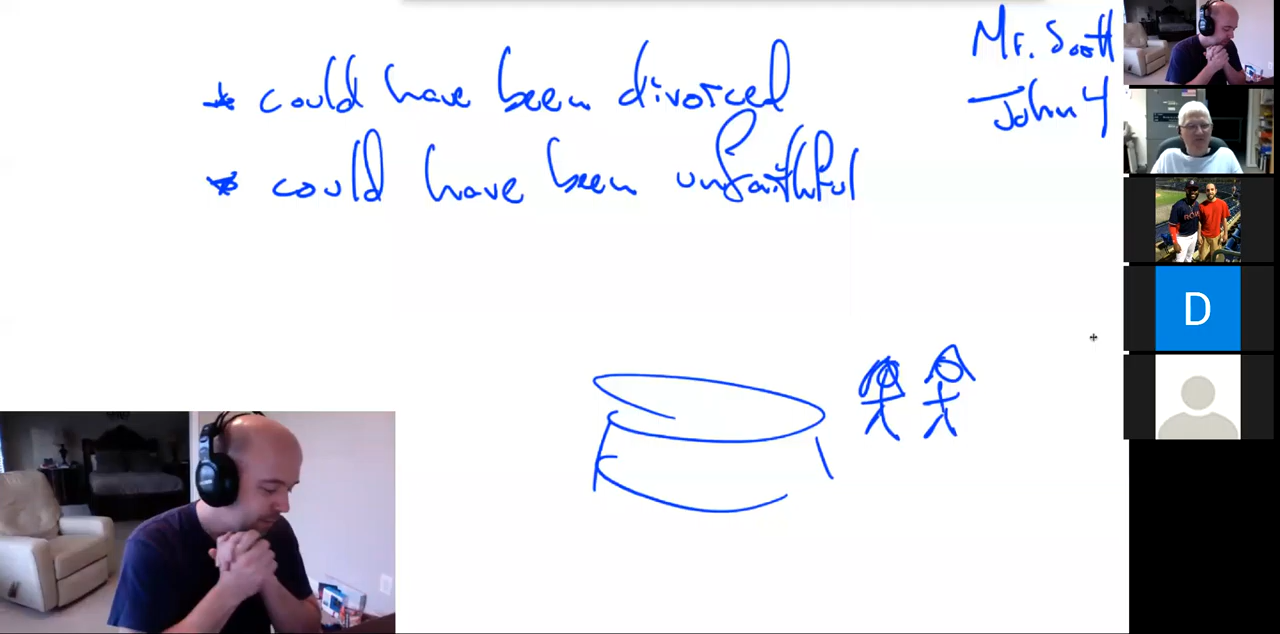 * could have been divorced
* could have been unfaithful
Mr. Scott
John 4
D